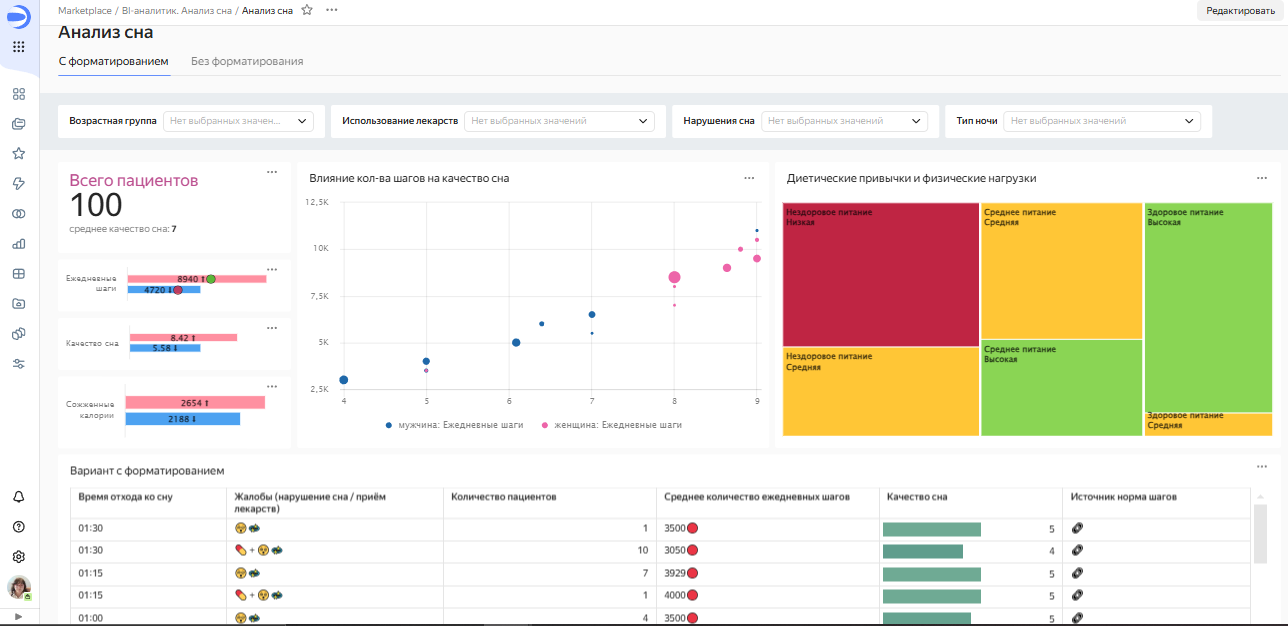 Marketplace / BI-аналитик. Анализ сна / Анализ сна
Редактировать
Анализ сна
С форматированием
Без форматирования
Возрастная группа
Нет выбранных значен...
Использование лекарств
Нет выбранных значений
Нарушения сна
Нет выбранных значений
Тип ночи
Нет выбранных значений
Всего пациентов
100
среднее качество сна: 7
Ежедневные
шаги
8940 ⬆
4720 ⬇
Качество сна
8.42 ⬆
5.58 ⬇
Сожженные
калории
2654 ⬆
2188 ⬇
Влияние кол-ва шагов на качество сна
12,5K
10K
7,5K
5K
2,5K
4 5 6 7 8 9
мужчина: Ежедневные шаги
женщина: Ежедневные шаги
Диетические привычки и физические нагрузки
Нездоровое питание
Низкая
Среднее питание
Средняя
Здоровое питание
Высокая
Нездоровое питание
Средняя
Среднее питание
Высокая
Здоровое питание
Средняя
Вариант с форматированием
Время отхода ко сну
Жалобы (нарушение сна / приём
лекарств)
Количество пациентов
Среднее количество ежедневных шагов
Качество сна
Источник норма шагов
01:30 1 3500 5
01:30 + 10 3050 4
01:15 7 3929 5
01:15 + 1 4000 5
01:00 4 3500 5